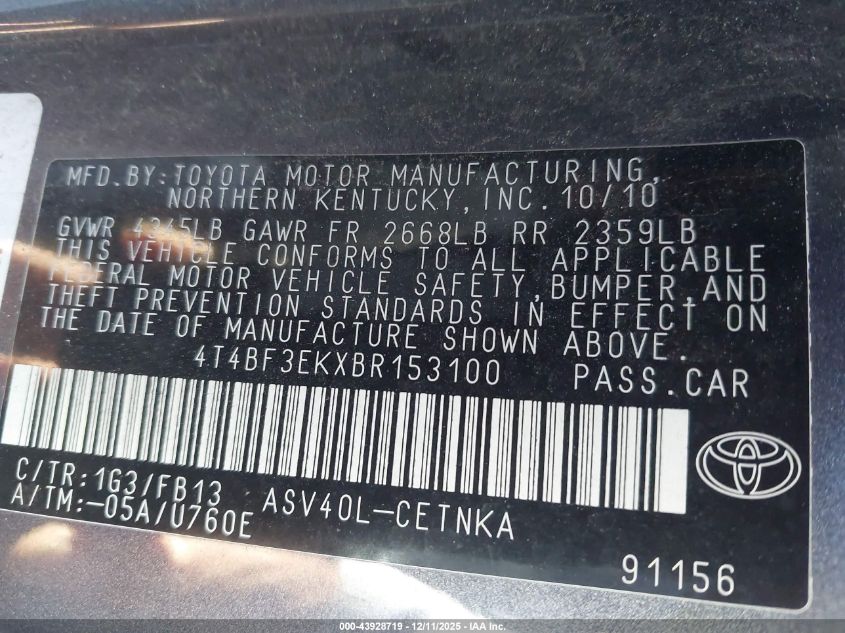 MFD.BY:TOYOTA MOTOR MANUFACTURING,
NORTHERN KENTUCKY, INC. 10/10
GVWR 4345LB GAWR FR 2668LB RR 2359LB
THIS VEHICLE CONFORMS TO ALL APPLICABLE
FEDERAL MOTOR VEHICLE SAFETY, BUMPER, AND
THEFT PREVENTION STANDARDS IN EFFECT ON
THE DATE OF MANUFACTURE SHOWN ABOVE.
4T4BF3EKXBR153100 PASS.CAR
C/TR:1G3/FB13 ASV40L-CETNKA
A/TM:-05A/U760E
91156
000-43928719 - 12/11/2025 - IAA Inc.